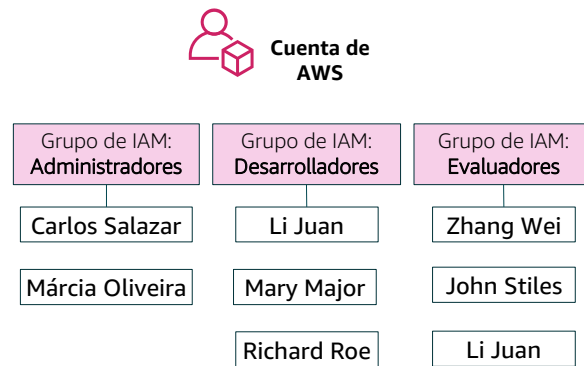 Cuenta de
AWS
Grupo de IAM:
Administradores
Carlos Salazar
Márcia Oliveira
Grupo de IAM:
Desarrolladores
Li Juan
Mary Major
Richard Roe
Grupo de IAM:
Evaluadores
Zhang Wei
John Stiles
Li Juan